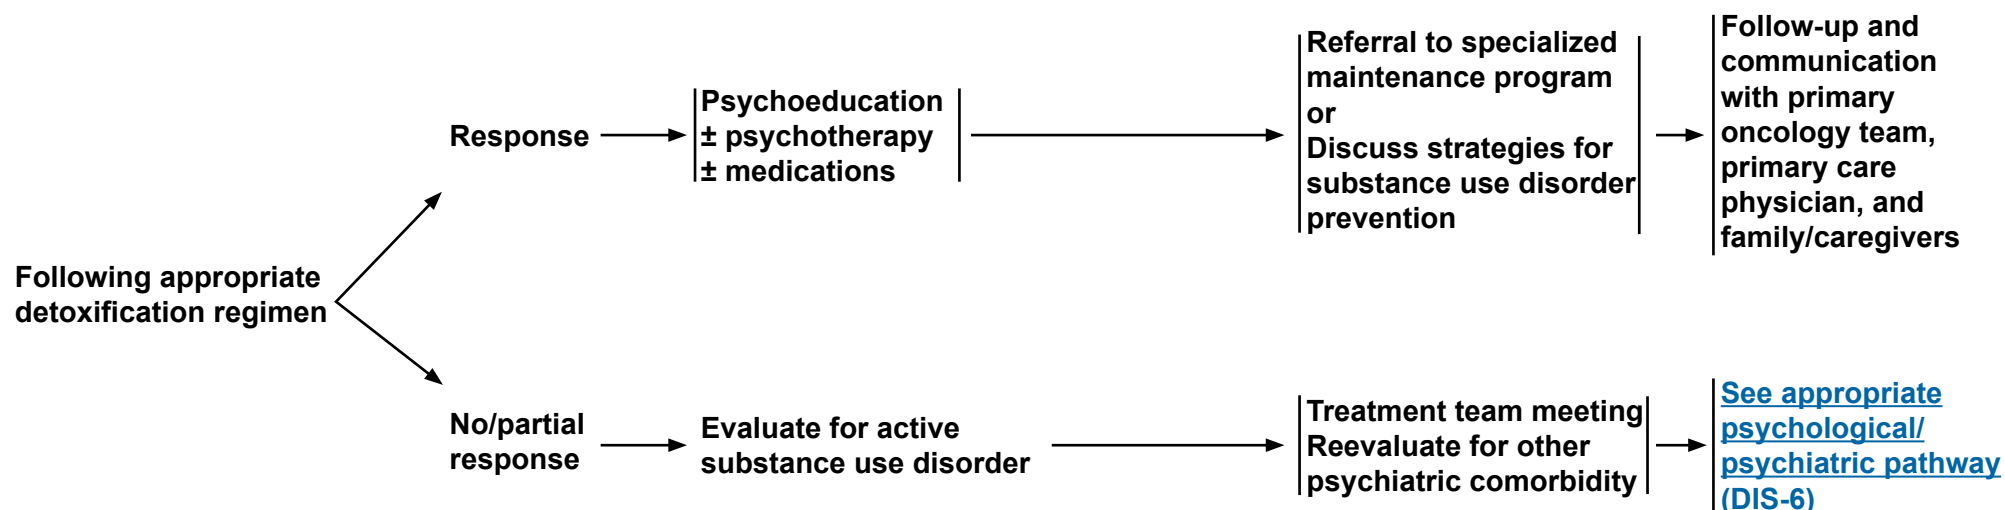 Following appropriate
detoxification regimen
Response
Psychoeducation
± psychotherapy
± medications
Referral to specialized
maintenance program
or
Discuss strategies for
substance use disorder
prevention
Follow-up and
communication
with primary
oncology team,
primary care
physician, and
family/caregivers
No/partial
response
Evaluate for active
substance use disorder
Treatment team meeting
Reevaluate for other
psychiatric comorbidity
See appropriate
psychological/
psychiatric pathway
(DIS-6)